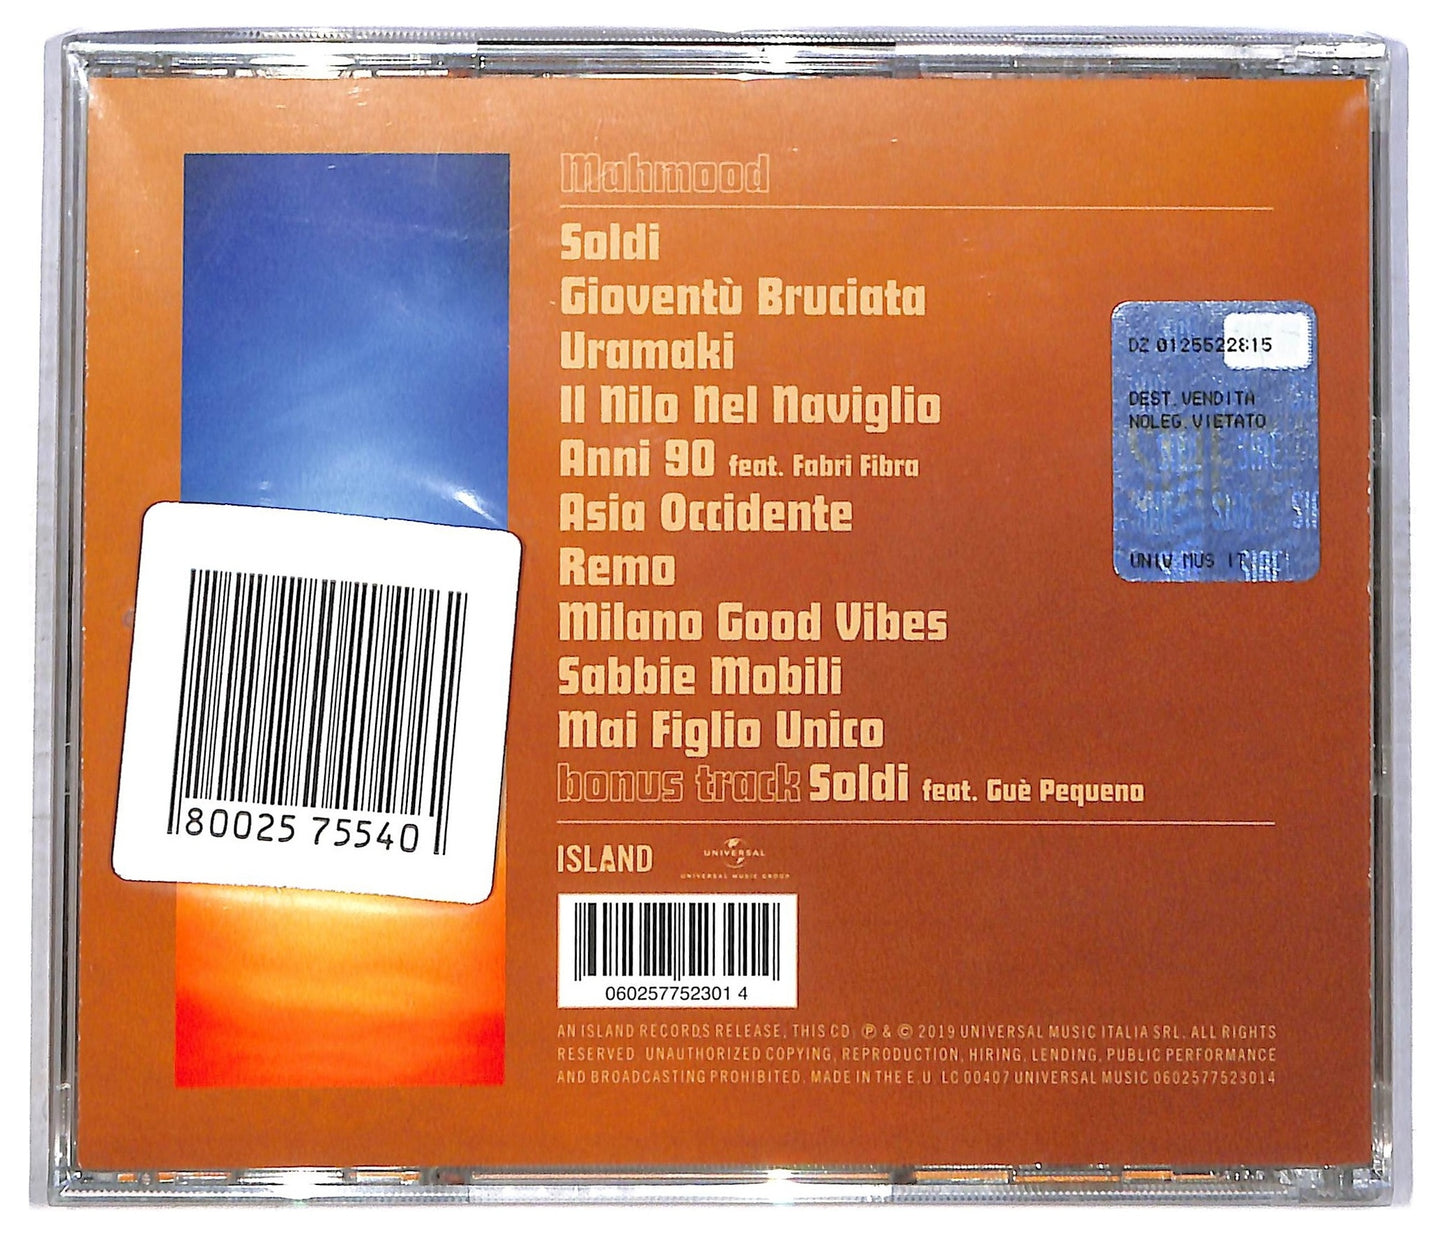 Mahmood
Soldi
Gioventù Bruciata
Uramaki
Il Nilo Nel Naviglio
Anni 90 feat. Fabri Fibra
Asia Occidente
Remo
Milano Good Vibes
Sabbie Mobili
Mai Figlio Unico
bonus track Soldi feat. Guè Pequeno
ISLAND
UNIVERSAL
UNIVERSAL MUSIC GROUP
060257752301 4
AN ISLAND RECORDS RELEASE, THIS CD ℗ & © 2019 UNIVERSAL MUSIC ITALIA SRL. ALL RIGHTS
RESERVED. UNAUTHORIZED COPYING, REPRODUCTION, HIRING, LENDING, PUBLIC PERFORMANCE
AND BROADCASTING PROHIBITED. MADE IN THE E.U. LC 00407 UNIVERSAL MUSIC 0602577523014
80025 75540
DZ 0125522815
DEST.VENDITA
NOLEG.VIETATO
UNIV MUS IT